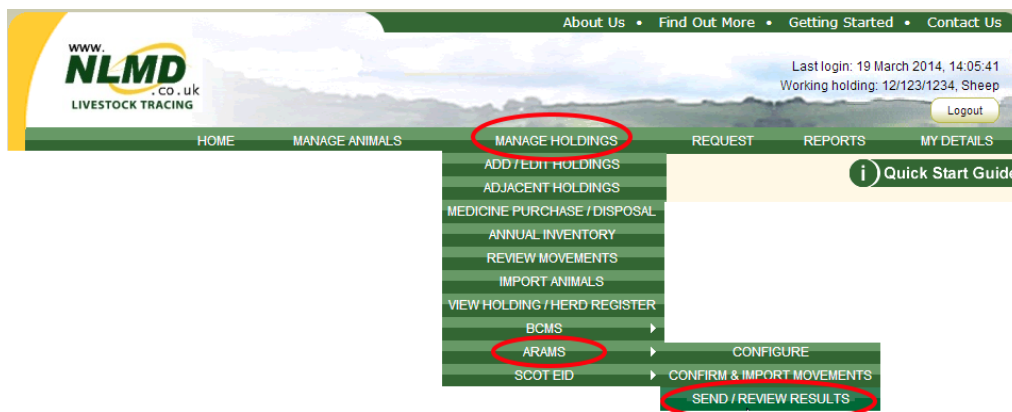 About Us • Find Out More • Getting Started • Contact Us
www.
NLMD
.co.uk
LIVESTOCK TRACING
Last login: 19 March 2014, 14:05:41
Working holding: 12/123/1234, Sheep
Logout
HOME MANAGE ANIMALS MANAGE HOLDINGS REQUEST REPORTS MY DETAILS
i Quick Start Guide
ADD / EDIT HOLDINGS
ADJACENT HOLDINGS
MEDICINE PURCHASE / DISPOSAL
ANNUAL INVENTORY
REVIEW MOVEMENTS
IMPORT ANIMALS
VIEW HOLDING / HERD REGISTER
BCMS
ARAMS CONFIGURE
SCOT EID CONFIRM & IMPORT MOVEMENTS
SEND / REVIEW RESULTS